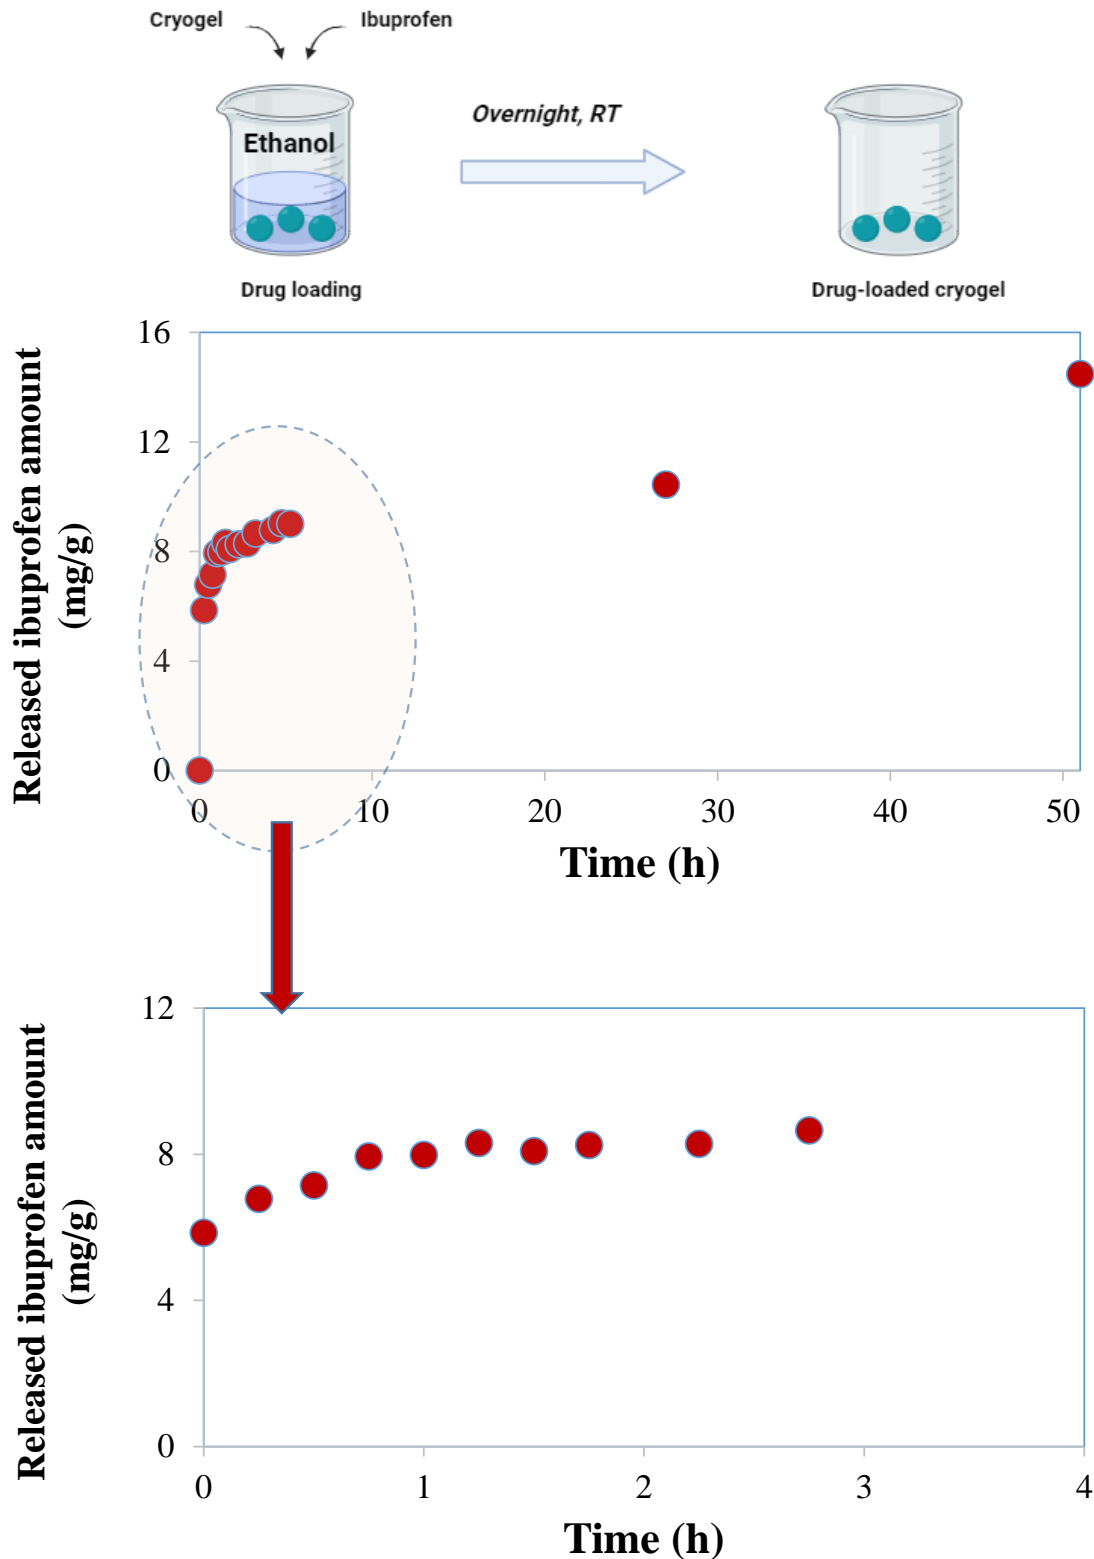 Cryogel
Ibuprofen
Ethanol
Overnight, RT
Drug loading
Drug-loaded cryogel
Released ibuprofen amount
(mg/g)
16
12
8
4
0
0 10 20 30 40 50
Time (h)
Released ibuprofen amount
(mg/g)
12
8
4
0
0 1 2 3 4
Time (h)